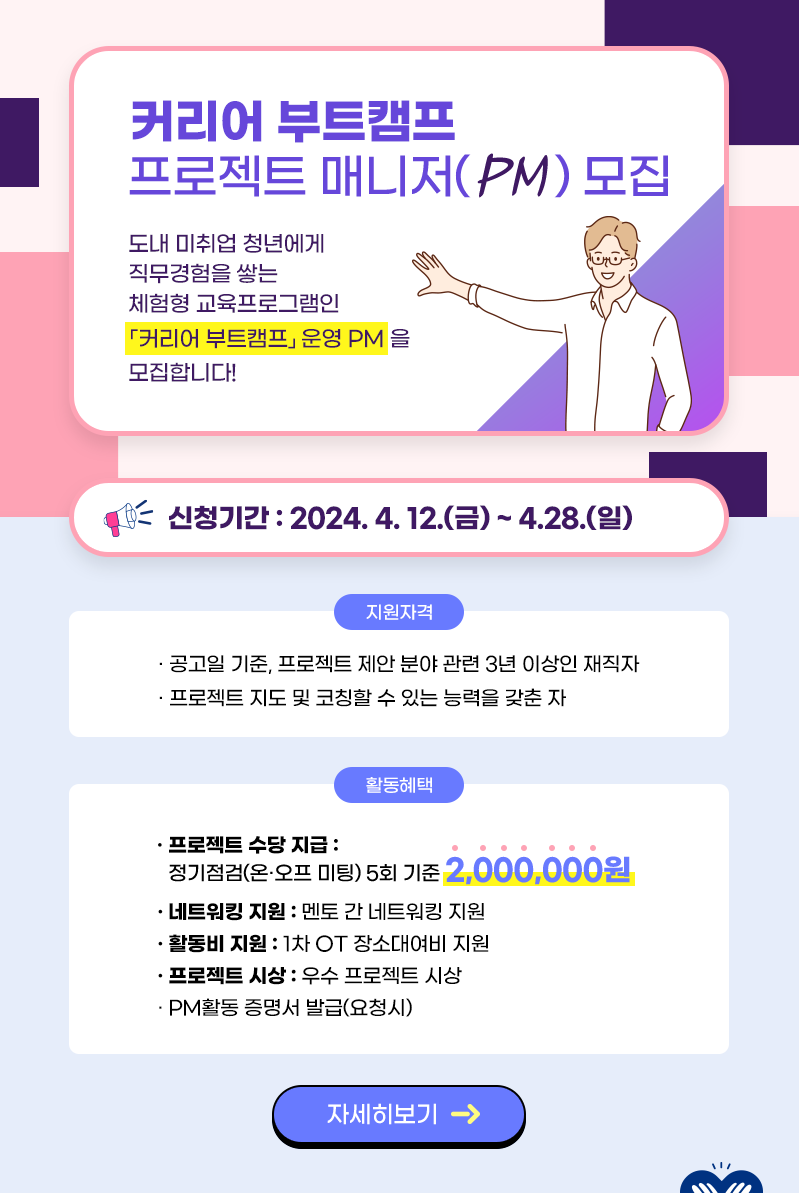 커리어 부트캠프
프로젝트 매니저(PM) 모집
도내 미취업 청년에게
직무경험을 쌓는
체험형 교육프로그램인
「커리어 부트캠프」 운영 PM 을
모집합니다!
신청기간 : 2024. 4. 12.(금) ~ 4.28.(일)
지원자격
· 공고일 기준, 프로젝트 제안 분야 관련 3년 이상인 재직자
· 프로젝트 지도 및 코칭할 수 있는 능력을 갖춘 자
활동혜택
· 프로젝트 수당 지급 :
정기점검(온·오프 미팅) 5회 기준 2,000,000원
· 네트워킹 지원 : 멘토 간 네트워킹 지원
· 활동비 지원 : 1차 OT 장소대여비 지원
· 프로젝트 시상 : 우수 프로젝트 시상
· PM활동 증명서 발급(요청시)
자세히보기 →